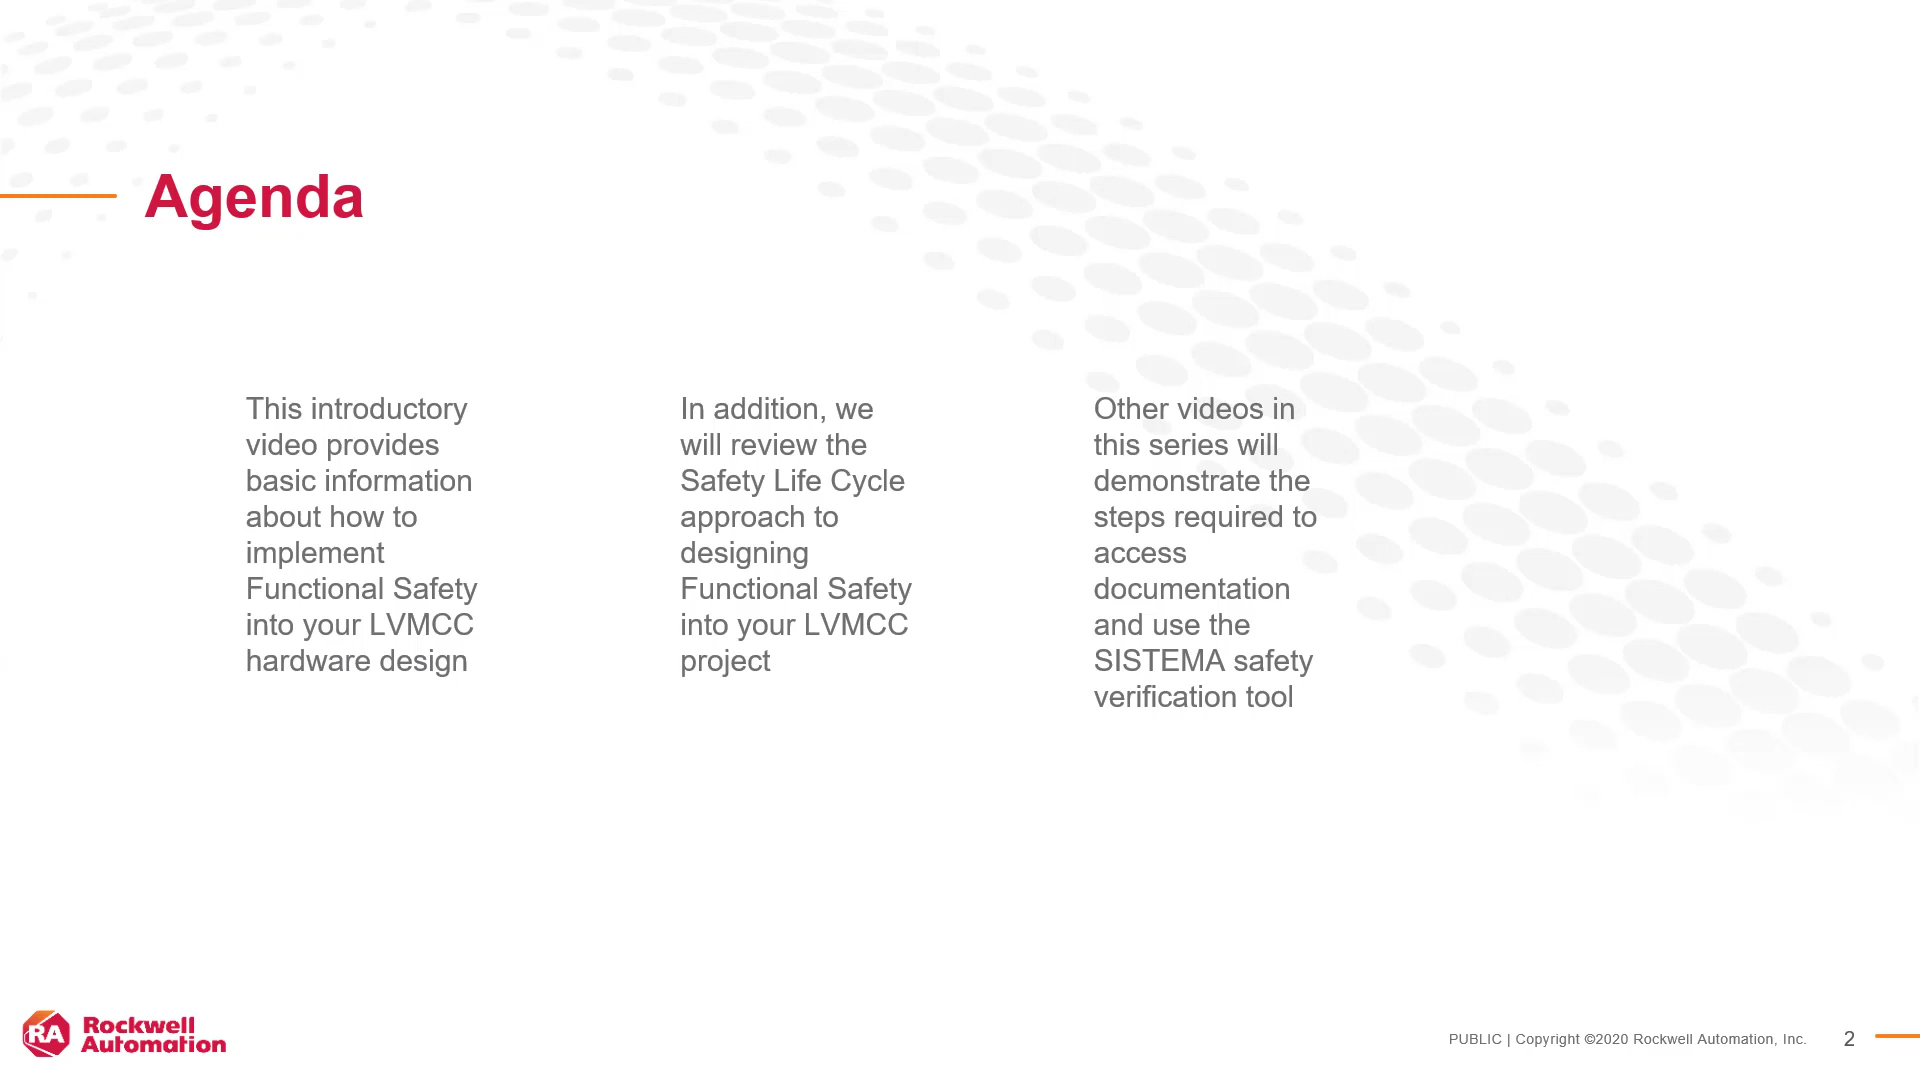 Agenda
This introductory
video provides
basic information
about how to
implement
Functional Safety
into your LVMCC
hardware design
In addition, we
will review the
Safety Life Cycle
approach to
designing
Functional Safety
into your LVMCC
project
Other videos in
this series will
demonstrate the
steps required to
access
documentation
and use the
SISTEMA safety
verification tool
RA
Rockwell
Automation
PUBLIC | Copyright ©2020 Rockwell Automation, Inc.
2